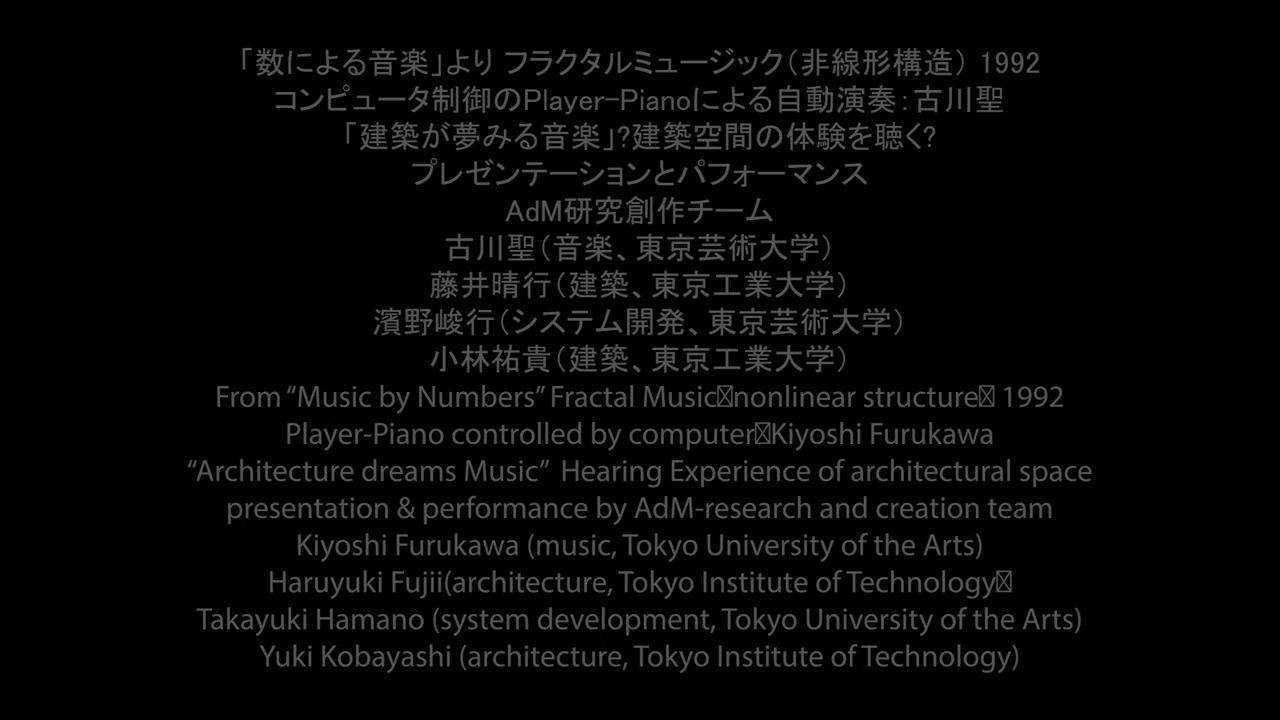 「数による音楽」より フラクタルミュージック（非線形構造） 1992
コンピュータ制御のPlayer-Pianoによる自動演奏：古川聖
「建築が夢みる音楽」?建築空間の体験を聴く?
プレゼンテーションとパフォーマンス
AdM研究創作チーム
古川聖（音楽、東京芸術大学）
藤井晴行（建築、東京工業大学）
濱野峻行（システム開発、東京芸術大学）
小林祐貴（建築、東京工業大学）
From “Music by Numbers” Fractal Music☒nonlinear structure☒ 1992
Player-Piano controlled by computer☒Kiyoshi Furukawa
“Architecture dreams Music” Hearing Experience of architectural space
presentation & performance by AdM-research and creation team
Kiyoshi Furukawa (music, Tokyo University of the Arts)
Haruyuki Fujii(architecture, Tokyo Institute of Technology☒
Takayuki Hamano (system development, Tokyo University of the Arts)
Yuki Kobayashi (architecture, Tokyo Institute of Technology)